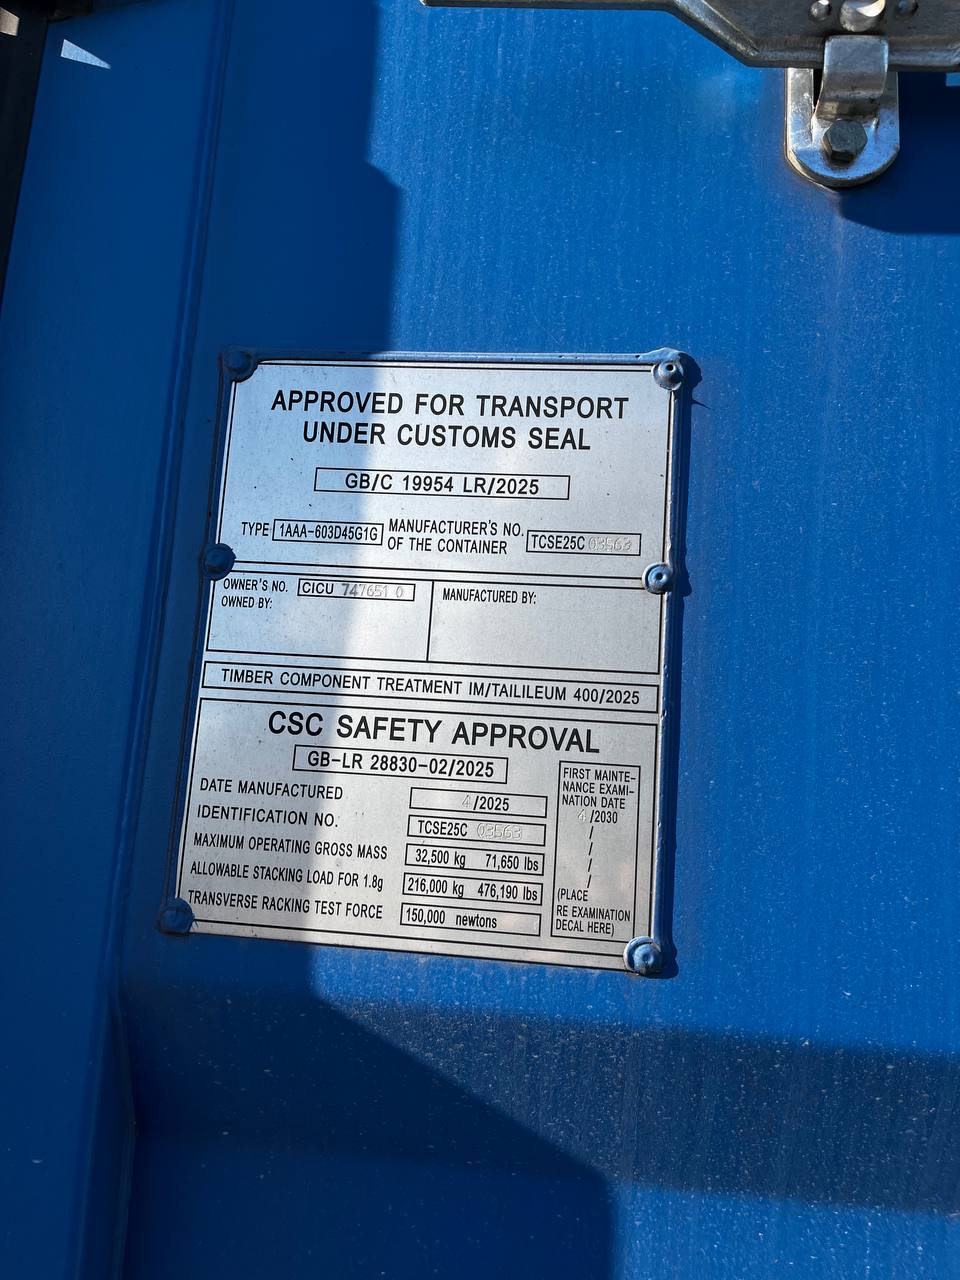 APPROVED FOR TRANSPORT
UNDER CUSTOMS SEAL
GB/C 19954 LR/2025
TYPE 1AAA-603D45G1G MANUFACTURER'S NO. OF THE CONTAINER TCSE25C 03563
OWNER'S NO. CICU 747651 0
OWNED BY:
MANUFACTURED BY:
TIMBER COMPONENT TREATMENT IM/TAILILEUM 400/2025
CSC SAFETY APPROVAL
GB-LR 28830-02/2025
DATE MANUFACTURED 4/2025
IDENTIFICATION NO. TCSE25C 03563
MAXIMUM OPERATING GROSS MASS 32,500 kg 71,650 lbs
ALLOWABLE STACKING LOAD FOR 1.8g 216,000 kg 476,190 lbs
TRANSVERSE RACKING TEST FORCE 150,000 newtons
FIRST MAINTE-
NANCE EXAMI-
NATION DATE
4/2030
/
/
/
/
/
(PLACE
RE EXAMINATION
DECAL HERE)